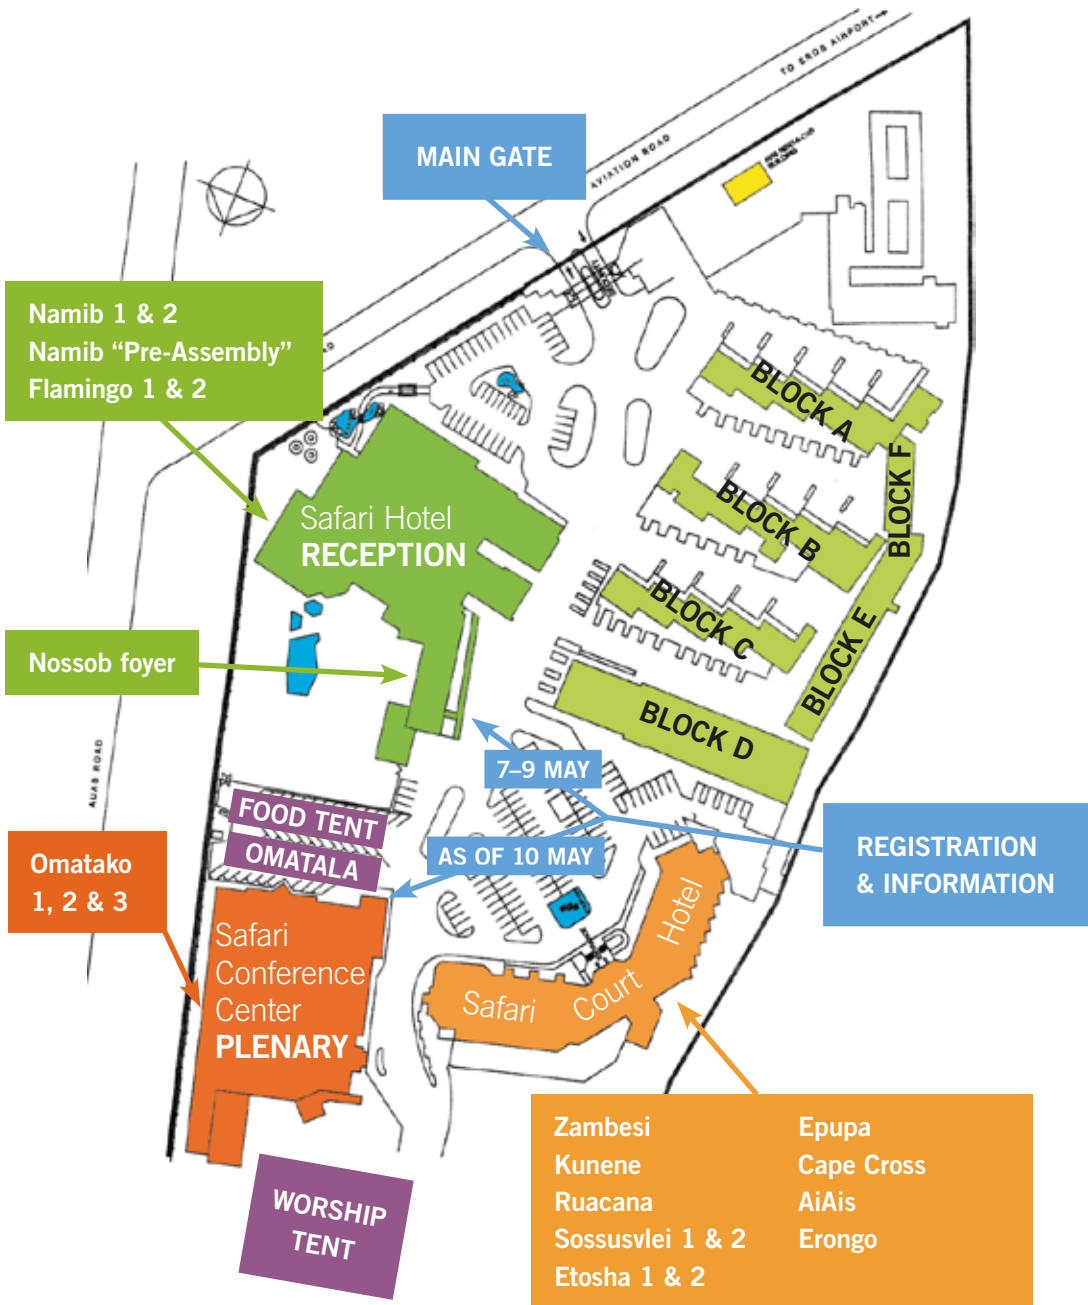 TO EROS AIRPORT
MAIN GATE
AVIATION ROAD
Namib 1 & 2
Namib “Pre-Assembly”
Flamingo 1 & 2
BLOCK A
BLOCK F
BLOCK B
Safari Hotel
RECEPTION
BLOCK C
BLOCK E
Nossob foyer
BLOCK D
AUAS ROAD
7–9 MAY
FOOD TENT
OMATALA
AS OF 10 MAY
REGISTRATION
& INFORMATION
Omatako
1, 2 & 3
Safari
Conference
Center
PLENARY
Safari Court Hotel
Zambesi
Kunene
Ruacana
Sossusvlei 1 & 2
Etosha 1 & 2
Epupa
Cape Cross
AiAis
Erongo
WORSHIP
TENT